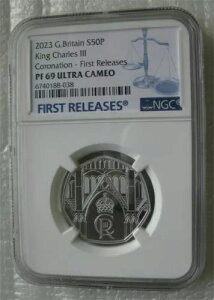 2023 G.Britain S50P
King Charles III
Coronation - First Releases
PF 69 ULTRA CAMEO
6740188-038
FIRST RELEASES
NGC